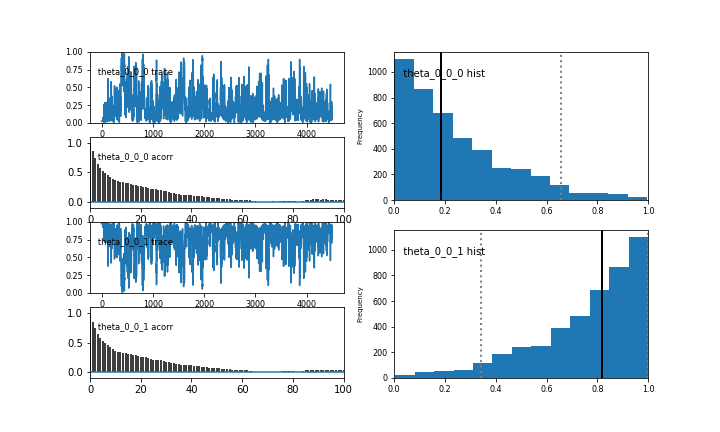 1.00
0.75
0.50
0.25
0.00
theta_0_0_0 trace
0 1000 2000 3000 4000
1.0
0.5
0.0
theta_0_0_0 acorr
0 20 40 60 80 100
1.00
0.75
0.50
0.25
0.00
theta_0_0_1 trace
0 1000 2000 3000 4000
1.0
0.5
0.0
theta_0_0_1 acorr
0 20 40 60 80 100
Frequency
1000
800
600
400
200
0
theta_0_0_0 hist
0.0 0.2 0.4 0.6 0.8 1.0
Frequency
1000
800
600
400
200
0
theta_0_0_1 hist
0.0 0.2 0.4 0.6 0.8 1.0